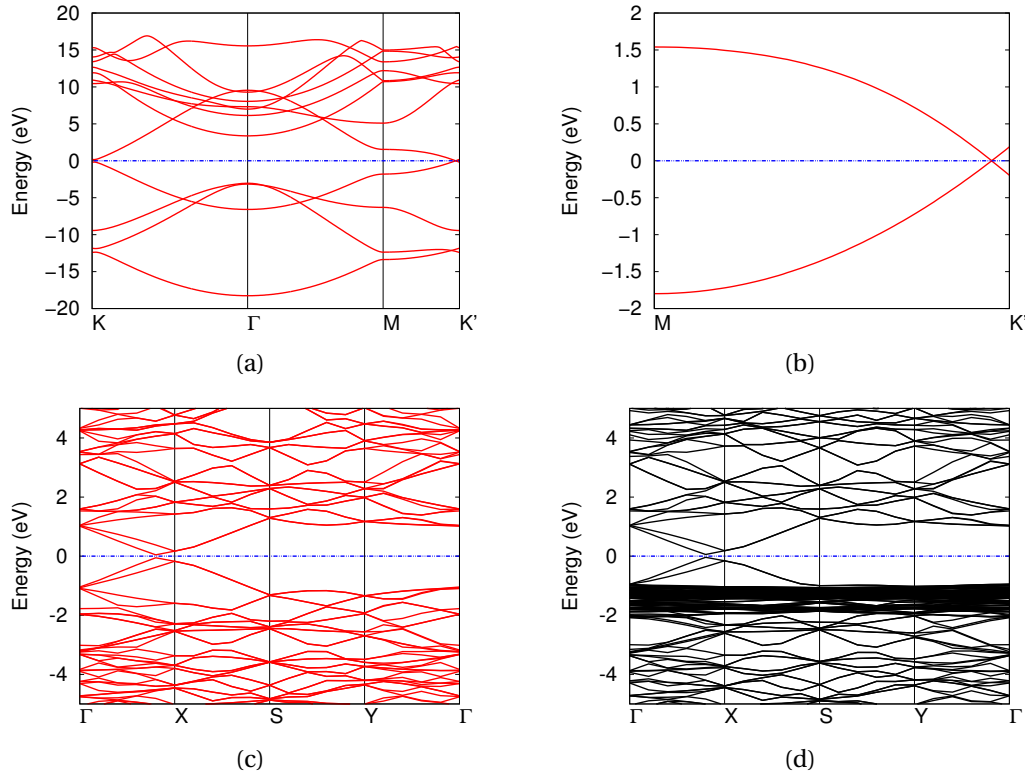 20
15
10
5
0
−5
−10
−15
−20
Energy (eV)
K Γ M K'
(a)
2
1.5
1
0.5
0
−0.5
−1
−1.5
−2
Energy (eV)
M K'
(b)
4
2
0
-2
-4
Energy (eV)
Γ X S Y Γ
(c)
4
2
0
-2
-4
Energy (eV)
Γ X S Y Γ
(d)